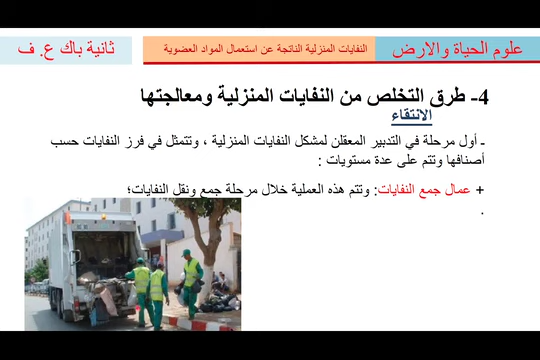 علوم الحياة والارض
النفايات المنزلية الناتجة عن استعمال المواد العضوية
ثانية باك ع. ف
4- طرق التخلص من النفايات المنزلية ومعالجتها
الانتقاء
ـ أول مرحلة في التدبير المعقلن لمشكل النفايات المنزلية ، وتتمثل في فرز النفايات حسب
أصنافها وتتم على عدة مستويات :
+ عمال جمع النفايات: وتتم هذه العملية خلال مرحلة جمع ونقل النفايات؛
.